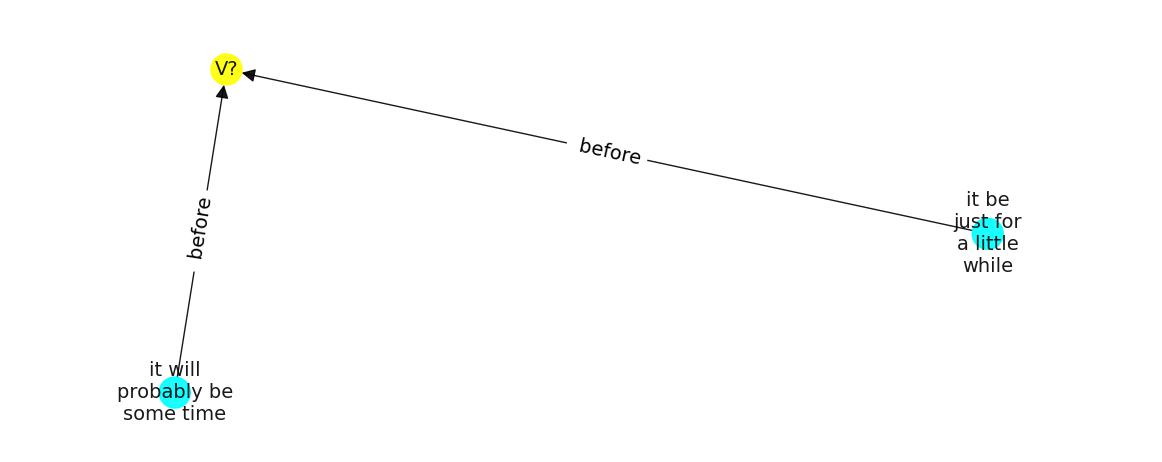 V?
before
it be
just for
a little
while
before
it will
probably be
some time